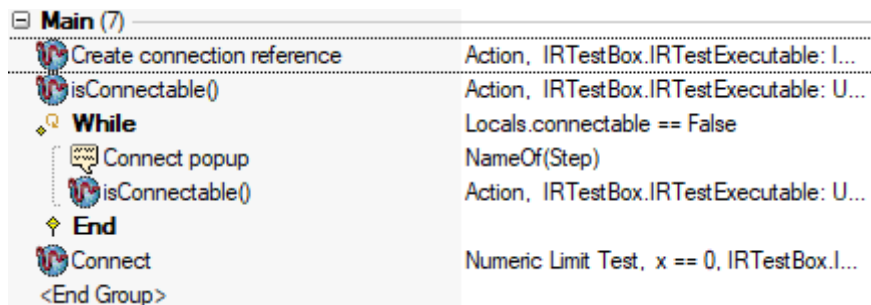 Main (7)
Create connection reference Action, IRTestBox.IRTestExecutable: I...
isConnectable() Action, IRTestBox.IRTestExecutable: U...
While Locals.connectable == False
Connect popup NameOf(Step)
isConnectable() Action, IRTestBox.IRTestExecutable: U...
End
Connect Numeric Limit Test, x == 0, IRTestBox.I...
<End Group>